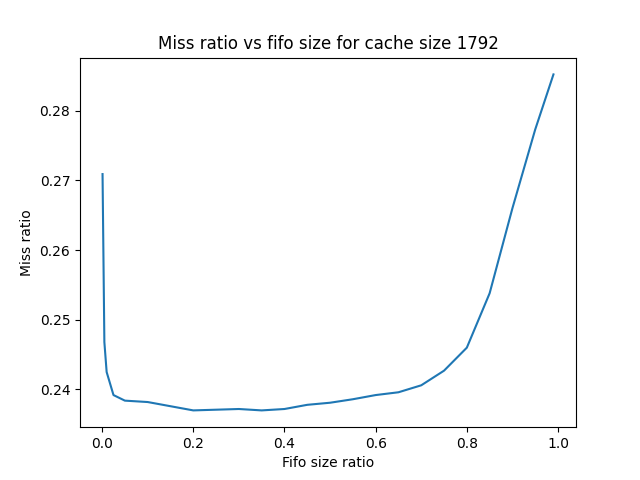 Miss ratio vs fifo size for cache size 1792
0.28
0.27
0.26
0.25
0.24
Miss ratio
0.0 0.2 0.4 0.6 0.8 1.0
Fifo size ratio